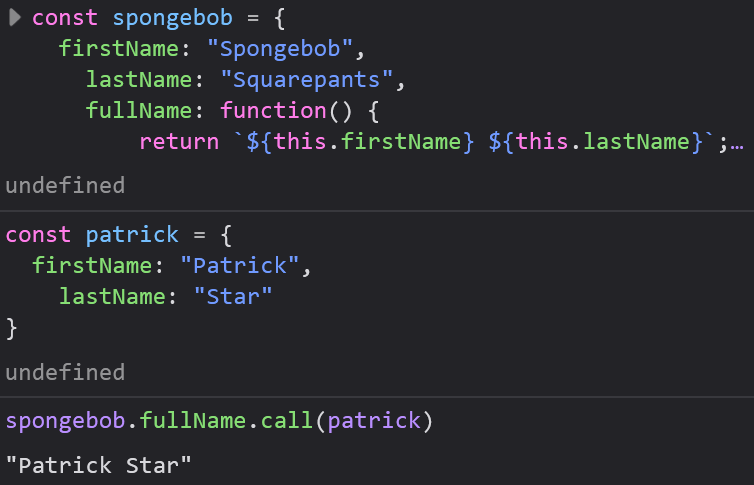 const spongebob = {
firstName: "Spongebob",
lastName: "Squarepants",
fullName: function() {
return `${this.firstName} ${this.lastName}`;…
undefined
const patrick = {
firstName: "Patrick",
lastName: "Star"
}
undefined
spongebob.fullName.call(patrick)
"Patrick Star"